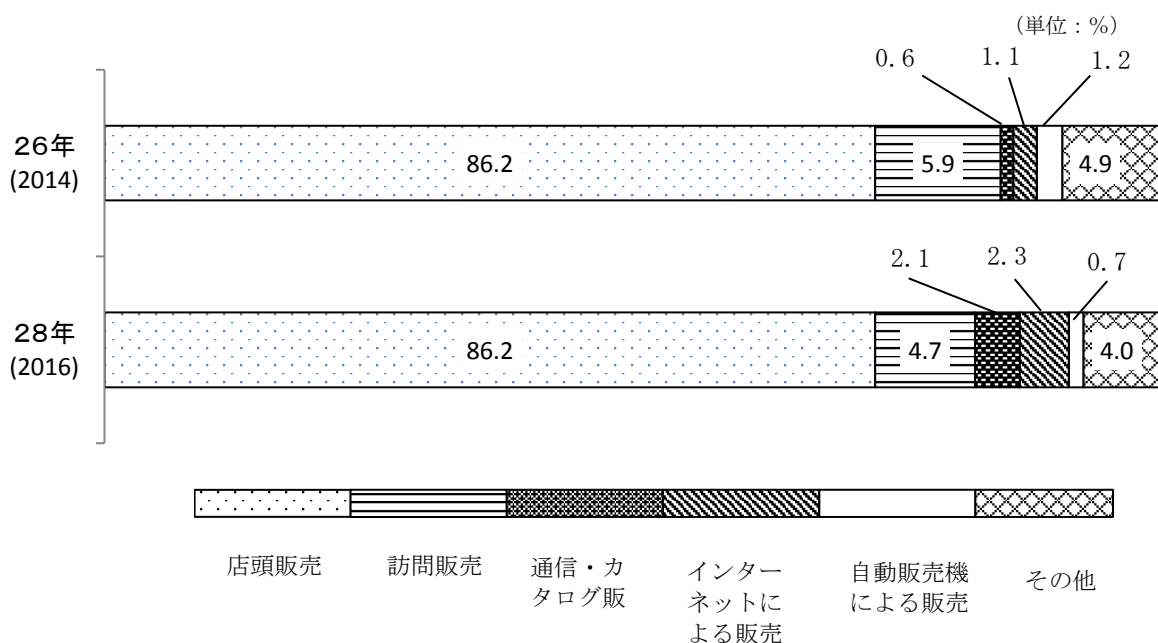 （単位：％）
0.6 1.1 1.2
26年
(2014)
86.2 5.9 4.9
2.1 2.3 0.7
28年
(2016)
86.2 4.7 4.0
店頭販売
訪問販売
通信・カ
タログ販
インター
ネットに
よる販売
自動販売機
による販売
その他